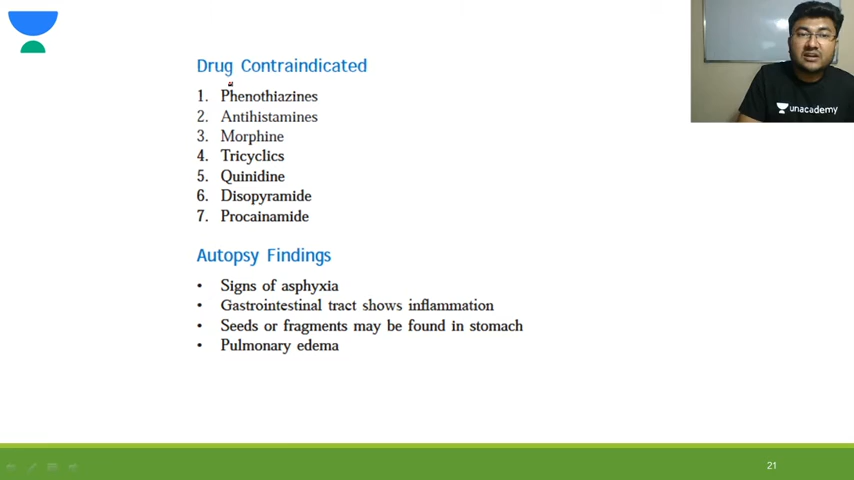 Drug Contraindicated
1. Phenothiazines
2. Antihistamines
3. Morphine
4. Tricyclics
5. Quinidine
6. Disopyramide
7. Procainamide
Autopsy Findings
• Signs of asphyxia
• Gastrointestinal tract shows inflammation
• Seeds or fragments may be found in stomach
• Pulmonary edema
unacademy
21